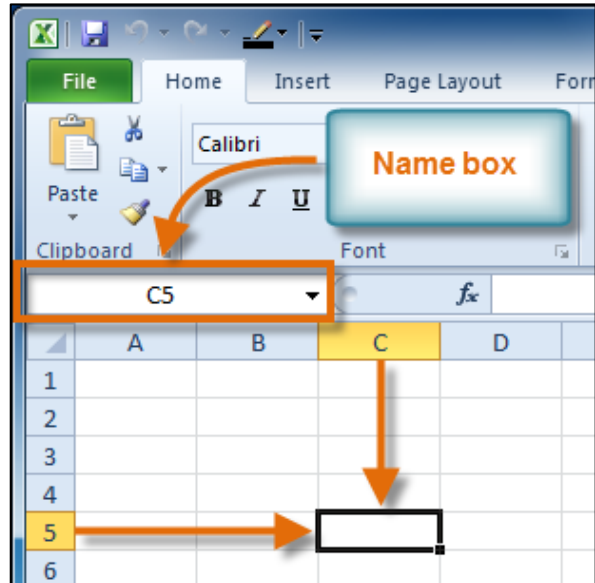 File Home Insert Page Layout
Calibri
Name box
Paste
B I U
Clipboard Font
C5 fx
A B C D
1
2
3
4
5
6